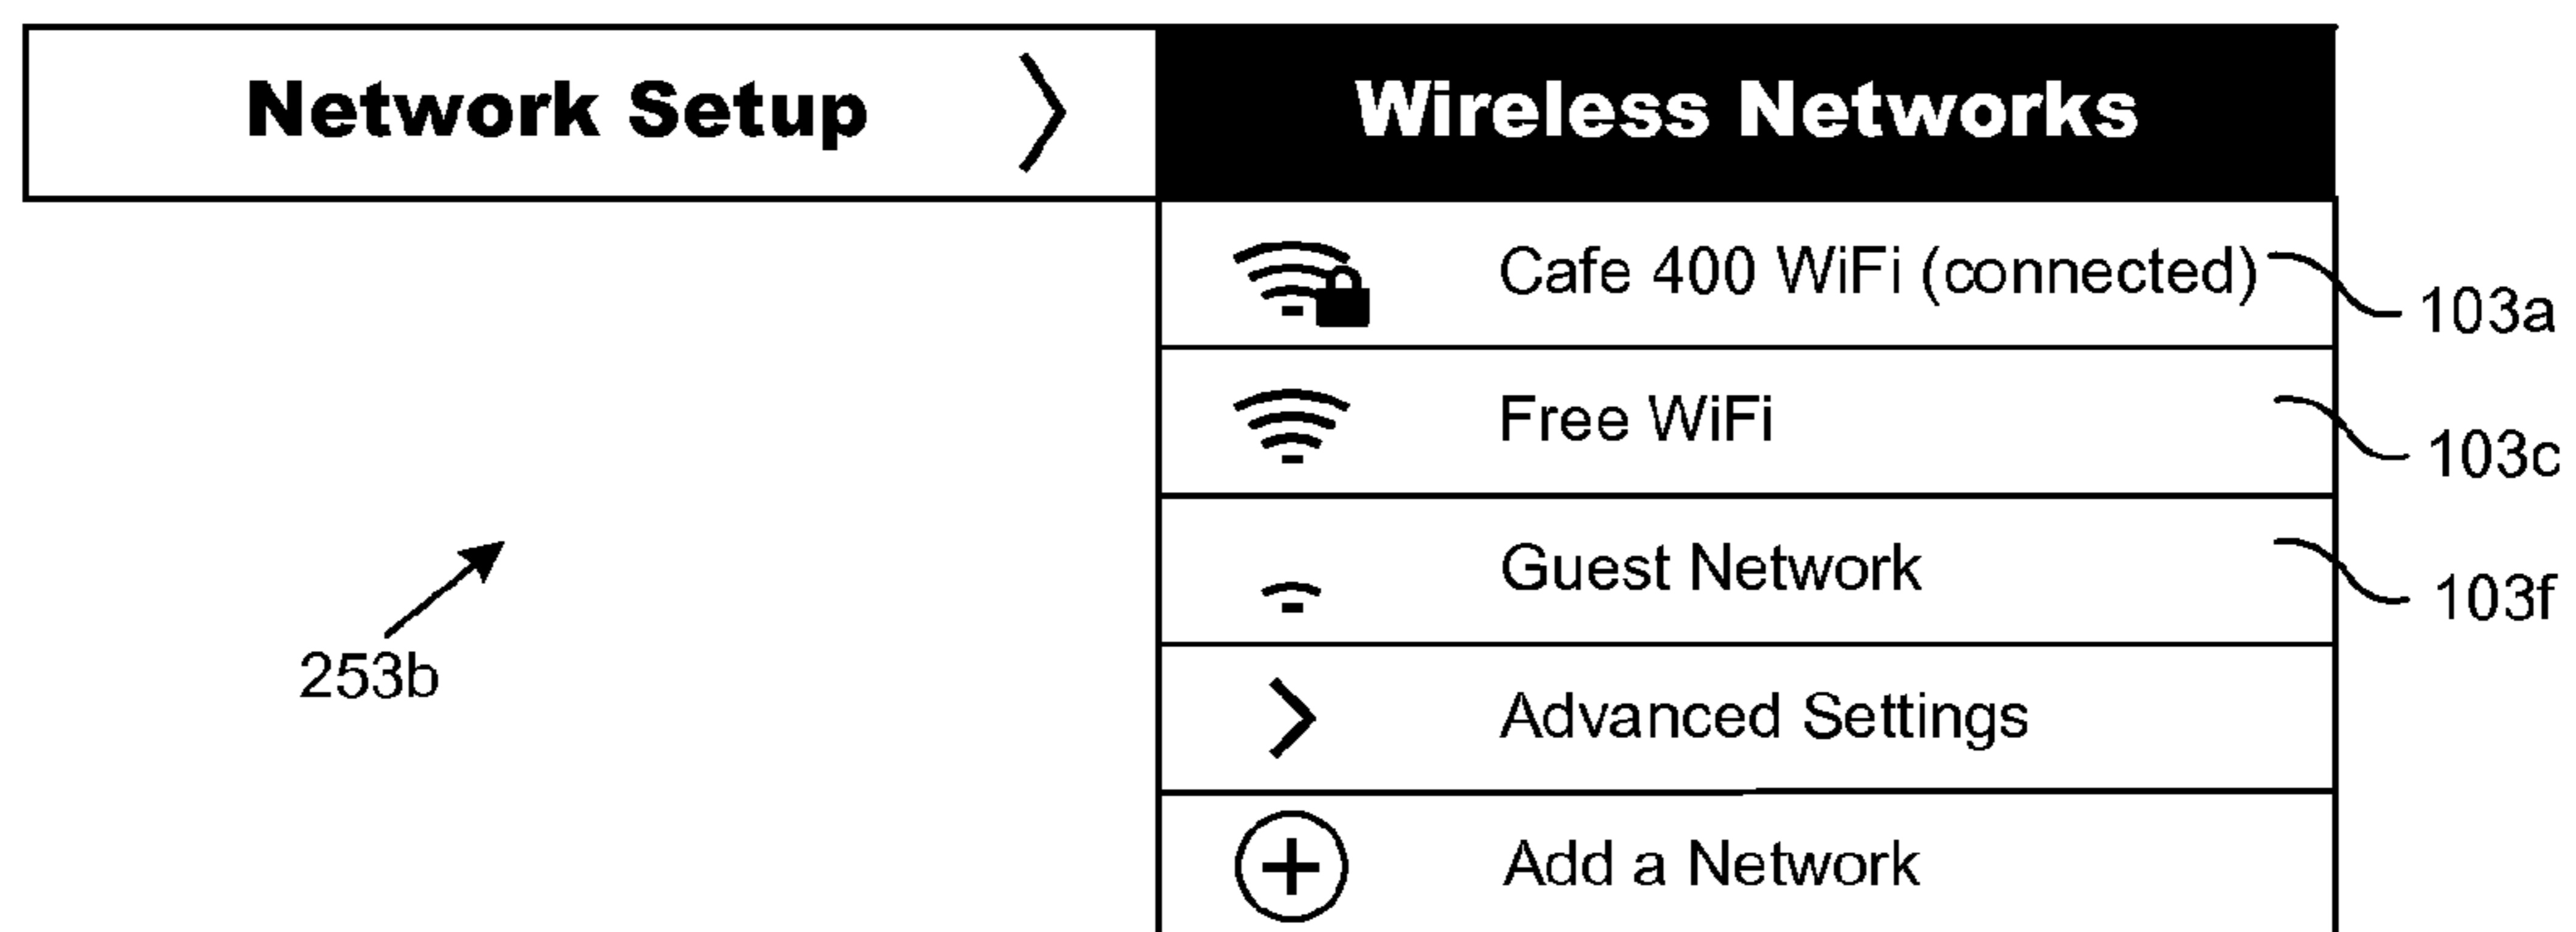 Network Setup
Wireless Networks
Cafe 400 WiFi (connected)
103a
Free WiFi
103c
Guest Network
103f
253b
Advanced Settings
Add a Network